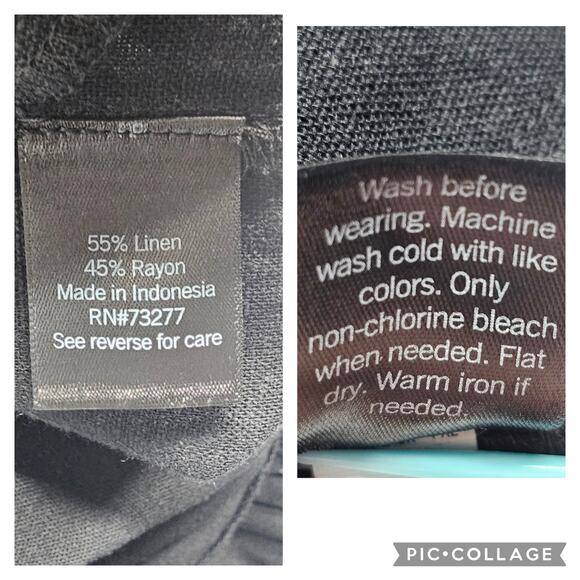 55% Linen
45% Rayon
Made in Indonesia
RN#73277
See reverse for care
Wash before
wearing. Machine
wash cold with like
colors. Only
non-chlorine bleach
when needed. Flat
dry. Warm iron if
needed.
PIC•COLLAGE